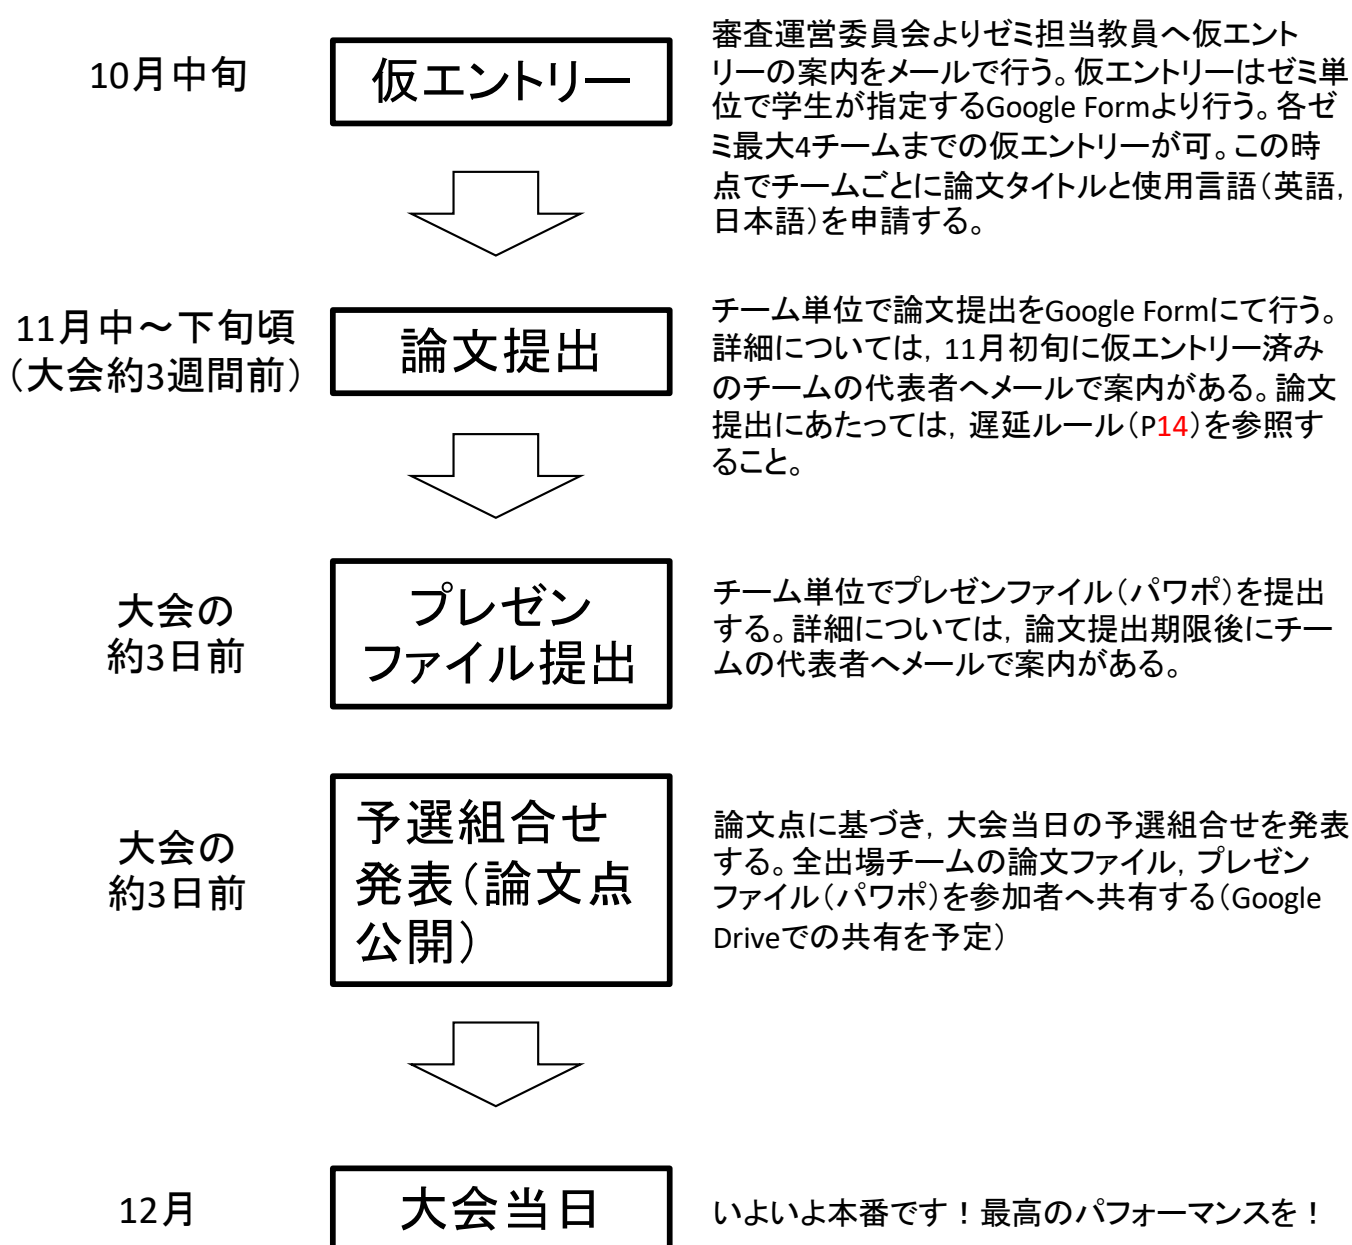 10月中旬
仮エントリー
審査運営委員会よりゼミ担当教員へ仮エント
リーの案内をメールで行う。仮エントリーはゼミ単
位で学生が指定するGoogle Formより行う。各ゼ
ミ最大4チームまでの仮エントリーが可。この時
点でチームごとに論文タイトルと使用言語（英語，
日本語）を申請する。
11月中～下旬頃
（大会約3週間前）
論文提出
チーム単位で論文提出をGoogle Formにて行う。
詳細については，11月初旬に仮エントリー済み
のチームの代表者へメールで案内がある。論文
提出にあたっては，遅延ルール（P14）を参照す
ること。
大会の
約3日前
プレゼン
ファイル提出
チーム単位でプレゼンファイル（パワポ）を提出
する。詳細については，論文提出期限後にチー
ムの代表者へメールで案内がある。
大会の
約3日前
予選組合せ
発表（論文点
公開）
論文点に基づき，大会当日の予選組合せを発表
する。全出場チームの論文ファイル，プレゼン
ファイル（パワポ）を参加者へ共有する（Google
Driveでの共有を予定）
12月
大会当日
いよいよ本番です！最高のパフォーマンスを！